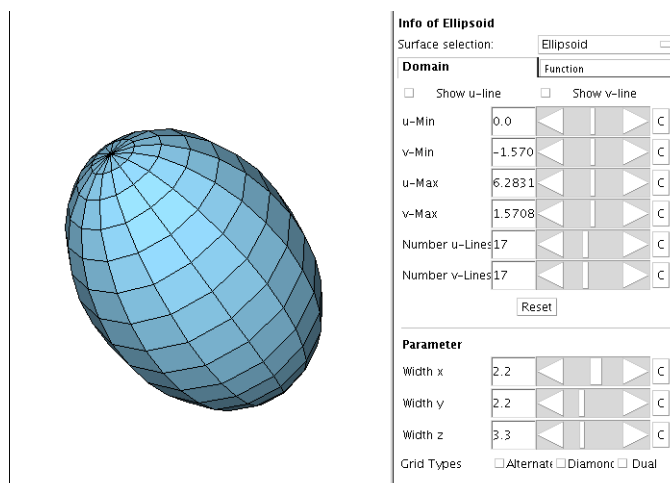 Info of Ellipsoid
Surface selection: Ellipsoid
Domain Function
Show u-line Show v-line
u-Min 0.0 C
v-Min -1.570 C
u-Max 6.2831 C
v-Max 1.5708 C
Number u-Lines 17 C
Number v-Lines 17 C
Reset
Parameter
Width x 2.2 C
Width y 2.2 C
Width z 3.3 C
Grid Types Alternate Diamonc Dual